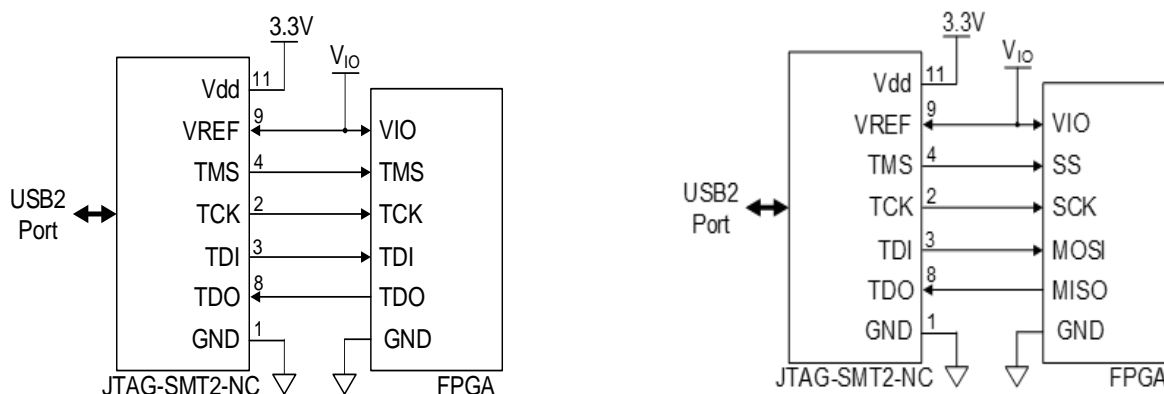 3.3V
V_IO
Vdd 11
VREF 9 VIO
TMS 4 TMS
USB2
Port
TCK 2 TCK
TDI 3 TDI
TDO 8 TDO
GND 1 GND
JTAG-SMT2-NC FPGA
3.3V
V_IO
Vdd 11
VREF 9 VIO
TMS 4 SS
USB2
Port
TCK 2 SCK
TDI 3 MOSI
TDO 8 MISO
GND 1 GND
JTAG-SMT2-NC FPGA